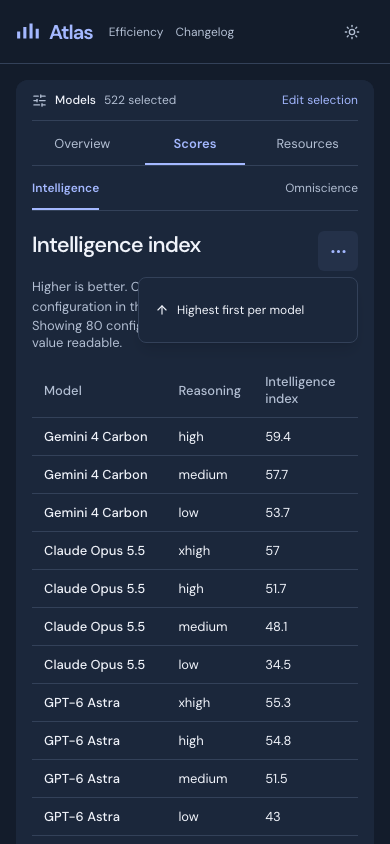 Atlas Efficiency Changelog
Models 522 selected Edit selection
Overview Scores Resources
Intelligence Omniscience
Intelligence index
Higher is better.
configuration in
Highest first per model
Showing 80
value readable.
Model Reasoning Intelligence index
Gemini 4 Carbon high 59.4
Gemini 4 Carbon medium 57.7
Gemini 4 Carbon low 53.7
Claude Opus 5.5 xhigh 57
Claude Opus 5.5 high 51.7
Claude Opus 5.5 medium 48.1
Claude Opus 5.5 low 34.5
GPT-6 Astra xhigh 55.3
GPT-6 Astra high 54.8
GPT-6 Astra medium 51.5
GPT-6 Astra low 43